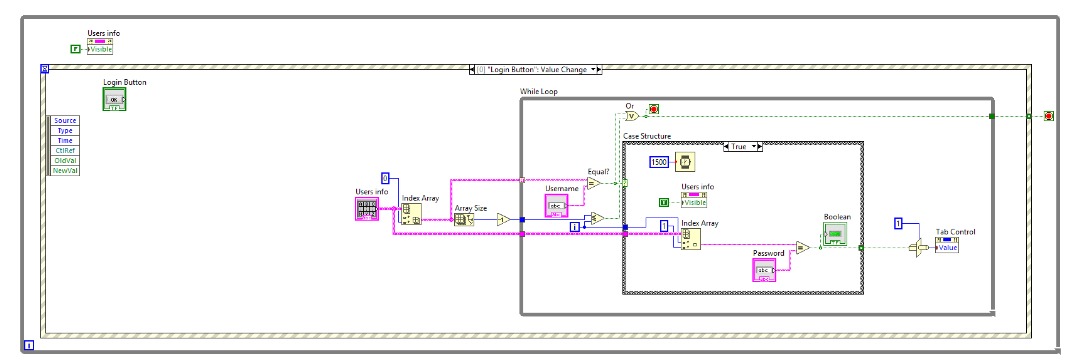 Users info
F Visible
[0] "Login Button": Value Change
Login Button
OK
Source
Type
Time
CtlRef
OldVal
NewVal
While Loop
Or
Case Structure
True
1500
Equal?
0
Users info
Index Array
Array Size
-1
Username
abc
Users info
Visible
i
1
Index Array
Boolean
Password
abc
1
Tab Control
Value
i